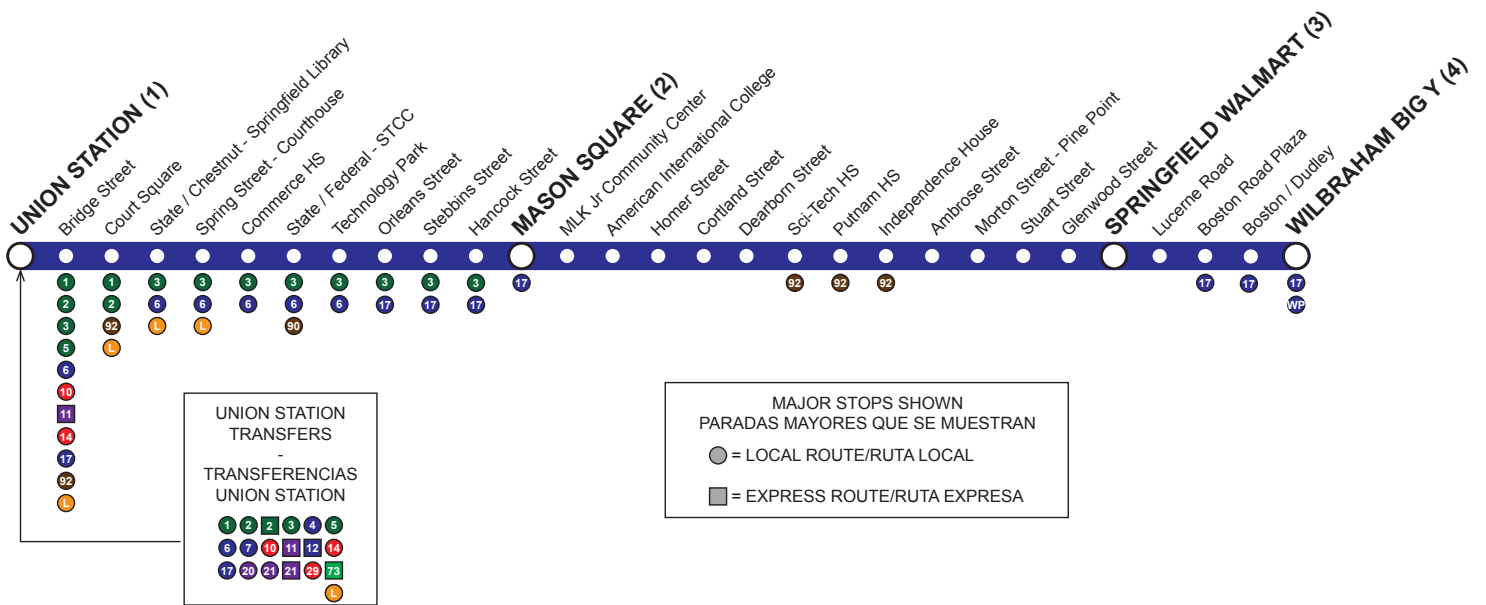 UNION STATION (1)
Bridge Street
Court Square
State / Chestnut - Springfield Library
Spring Street - Courthouse
Commerce HS
State / Federal - STCC
Technology Park
Orleans Street
Stebbins Street
Hancock Street
MASON SQUARE (2)
MLK Jr Community Center
American International College
Homer Street
Cortland Street
Dearborn Street
Sci-Tech HS
Putnam HS
Independence House
Ambrose Street
Morton Street - Pine Point
Stuart Street
Glenwood Street
SPRINGFIELD WALMART (3)
Lucerne Road
Boston Road Plaza
Boston / Dudley
WILBRAHAM BIG Y (4)
1 1 3 3 3 3 3 3 3 3 17 92 92 92 17 17 17
2 2 6 6 6 6 6 17 17 17 WP
3 92 L L 90
5 L
6
10
11
14
17
92
L
UNION STATION
TRANSFERS
-
TRANSFERENCIAS
UNION STATION
1 2 2 3 4 5
6 7 10 11 12 14
17 20 21 21 29 73
L
MAJOR STOPS SHOWN
PARADAS MAYORES QUE SE MUESTRAN
= LOCAL ROUTE/RUTA LOCAL
= EXPRESS ROUTE/RUTA EXPRESA